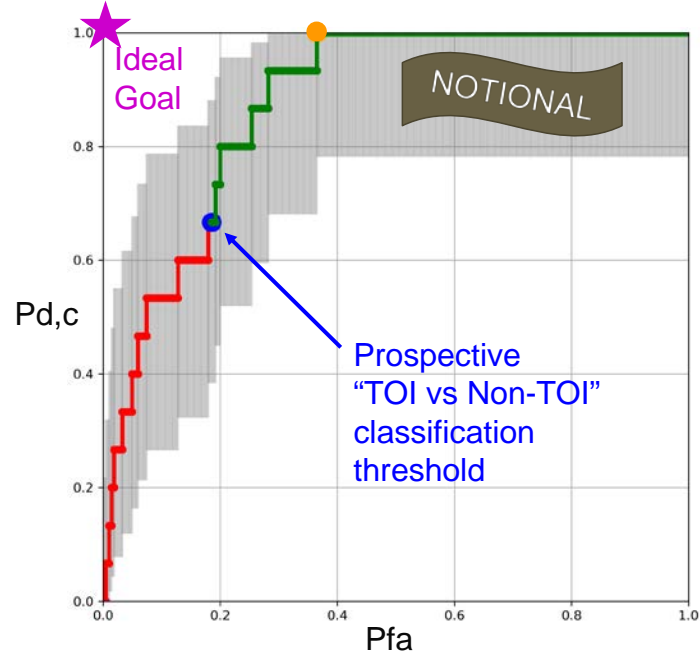 1.0
Ideal
Goal
NOTIONAL
0.8
0.6
Pd,c
Prospective
“TOI vs Non-TOI”
classification
threshold
0.4
0.2
0.0
0.0 0.2 0.4 0.6 0.8 1.0
Pfa